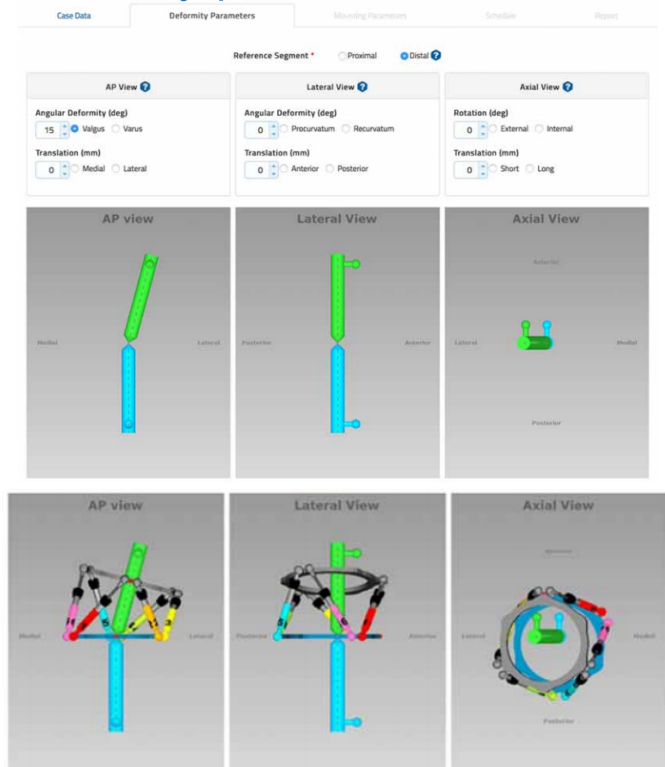 Case Data Deformity Parameters Mounting Parameters Schedule Report
Reference Segment * Proximal Distal ?
AP View ? Lateral View ? Axial View ?
Angular Deformity (deg) Angular Deformity (deg) Rotation (deg)
15 Valgus Varus 0 Procurvatum Recurvatum 0 External Internal
Translation (mm) Translation (mm) Translation (mm)
0 Medial Lateral 0 Anterior Posterior 0 Short Long
AP view Lateral View Axial View
Anterior
Medial Lateral Posterior Anterior Lateral Medial
Posterior
AP view Lateral View Axial View
Anterior
Medial Lateral Posterior Anterior Lateral Medial
Posterior